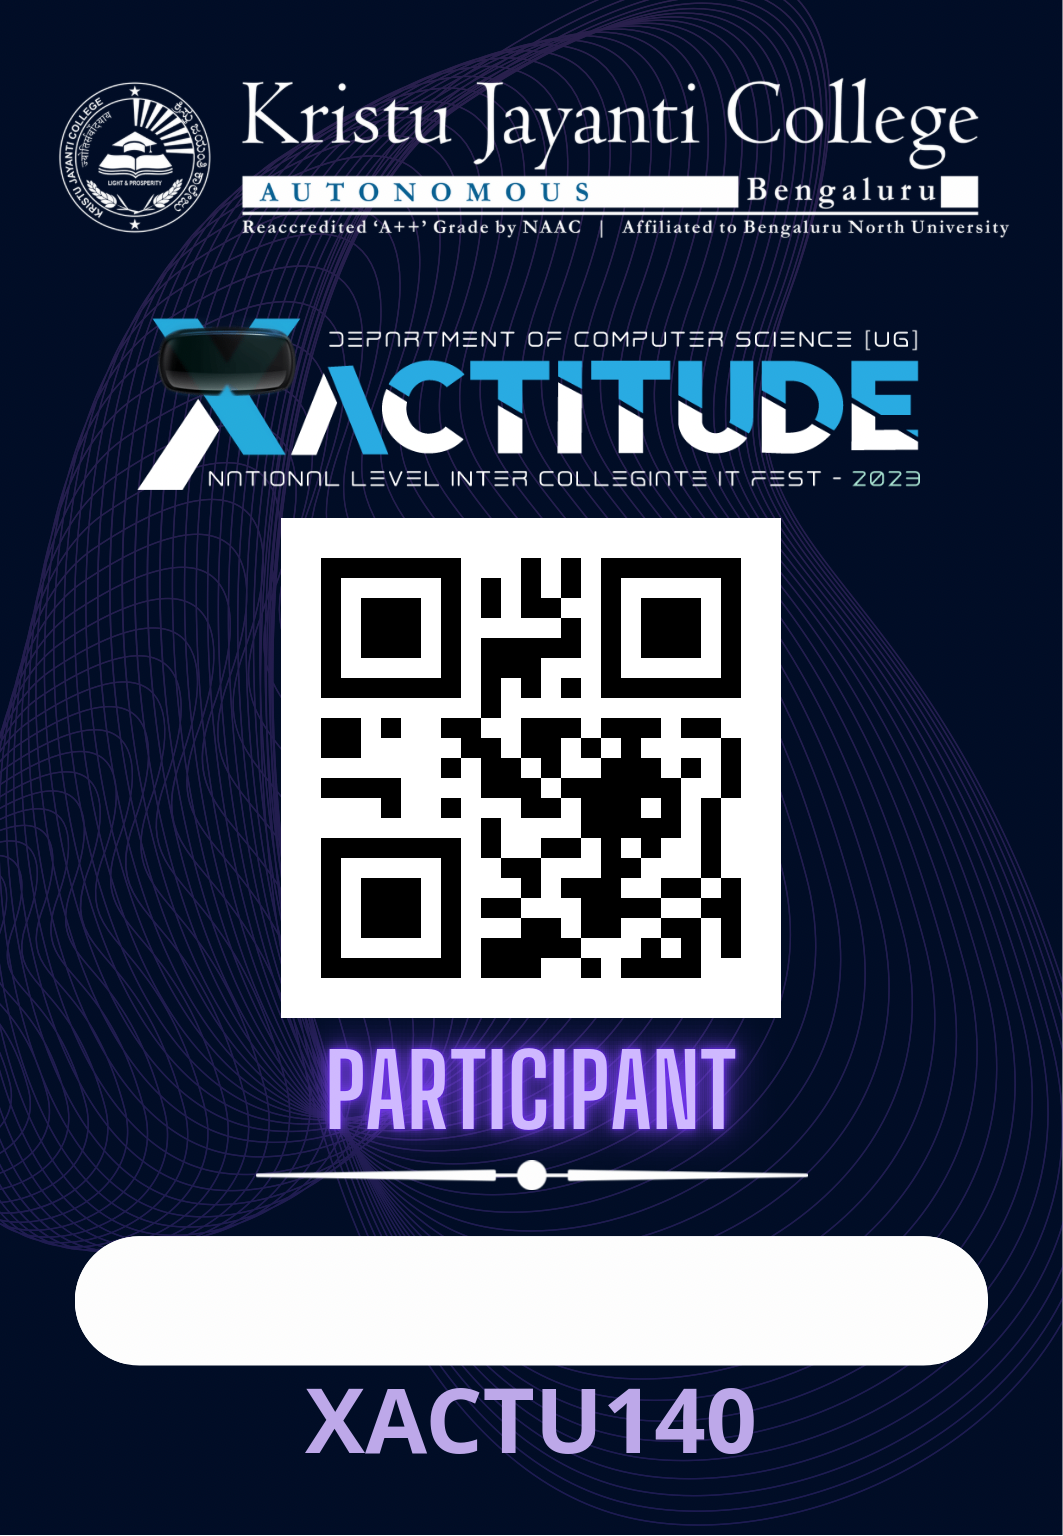 KRISTU JAYANTI COLLEGE
LIGHT & PROSPERITY
Kristu Jayanti College
AUTONOMOUS Bengaluru
Reaccredited ‘A++’ Grade by NAAC | Affiliated to Bengaluru North University
DEPARTMENT OF COMPUTER SCIENCE [UG]
XACTITUDE
NATIONAL LEVEL INTER COLLEGIATE IT FEST - 2023
PARTICIPANT
XACTU140